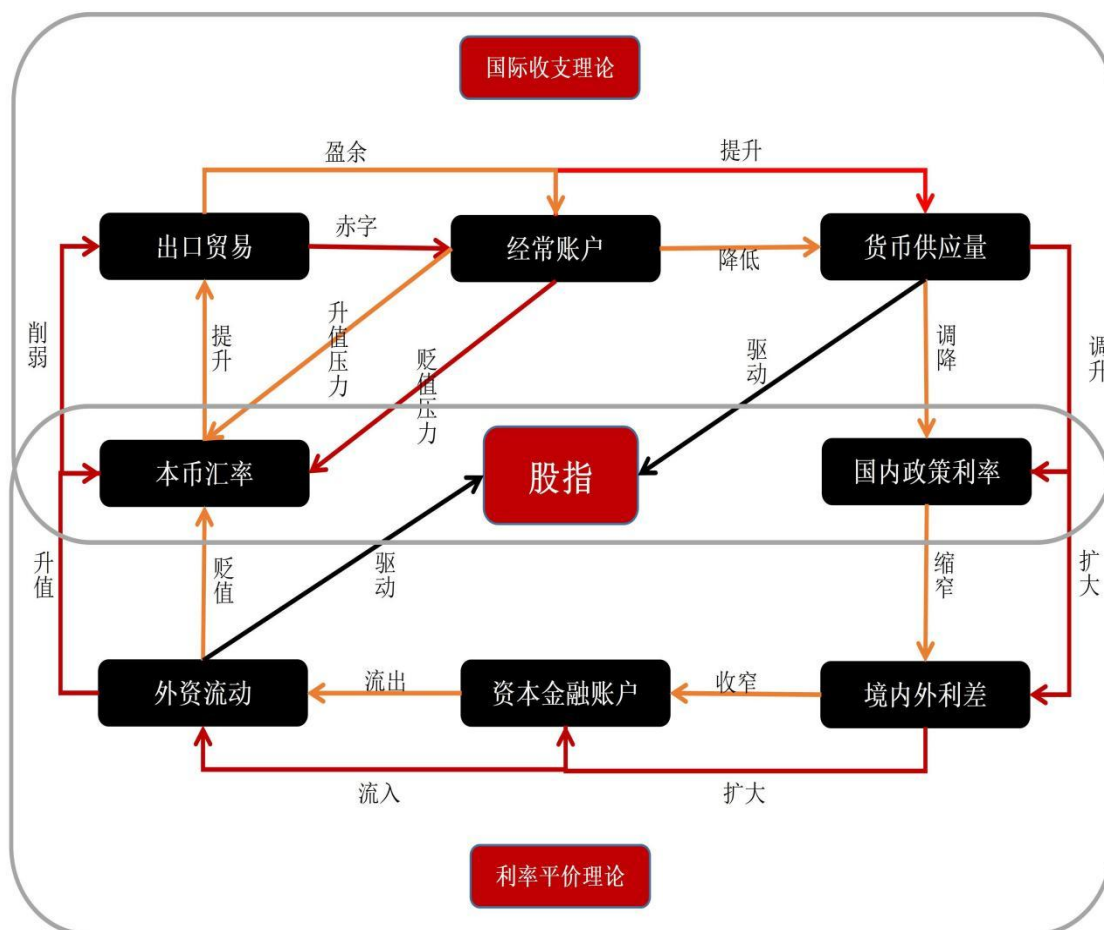 国际收支理论
盈余
提升
出口贸易
赤字
经常账户
降低
货币供应量
削弱
提升
升值压力
贬值压力
驱动
调降
调升
本币汇率
股指
国内政策利率
升值
贬值
驱动
缩窄
扩大
外资流动
流出
资本金融账户
收窄
境内外利差
流入
扩大
利率平价理论